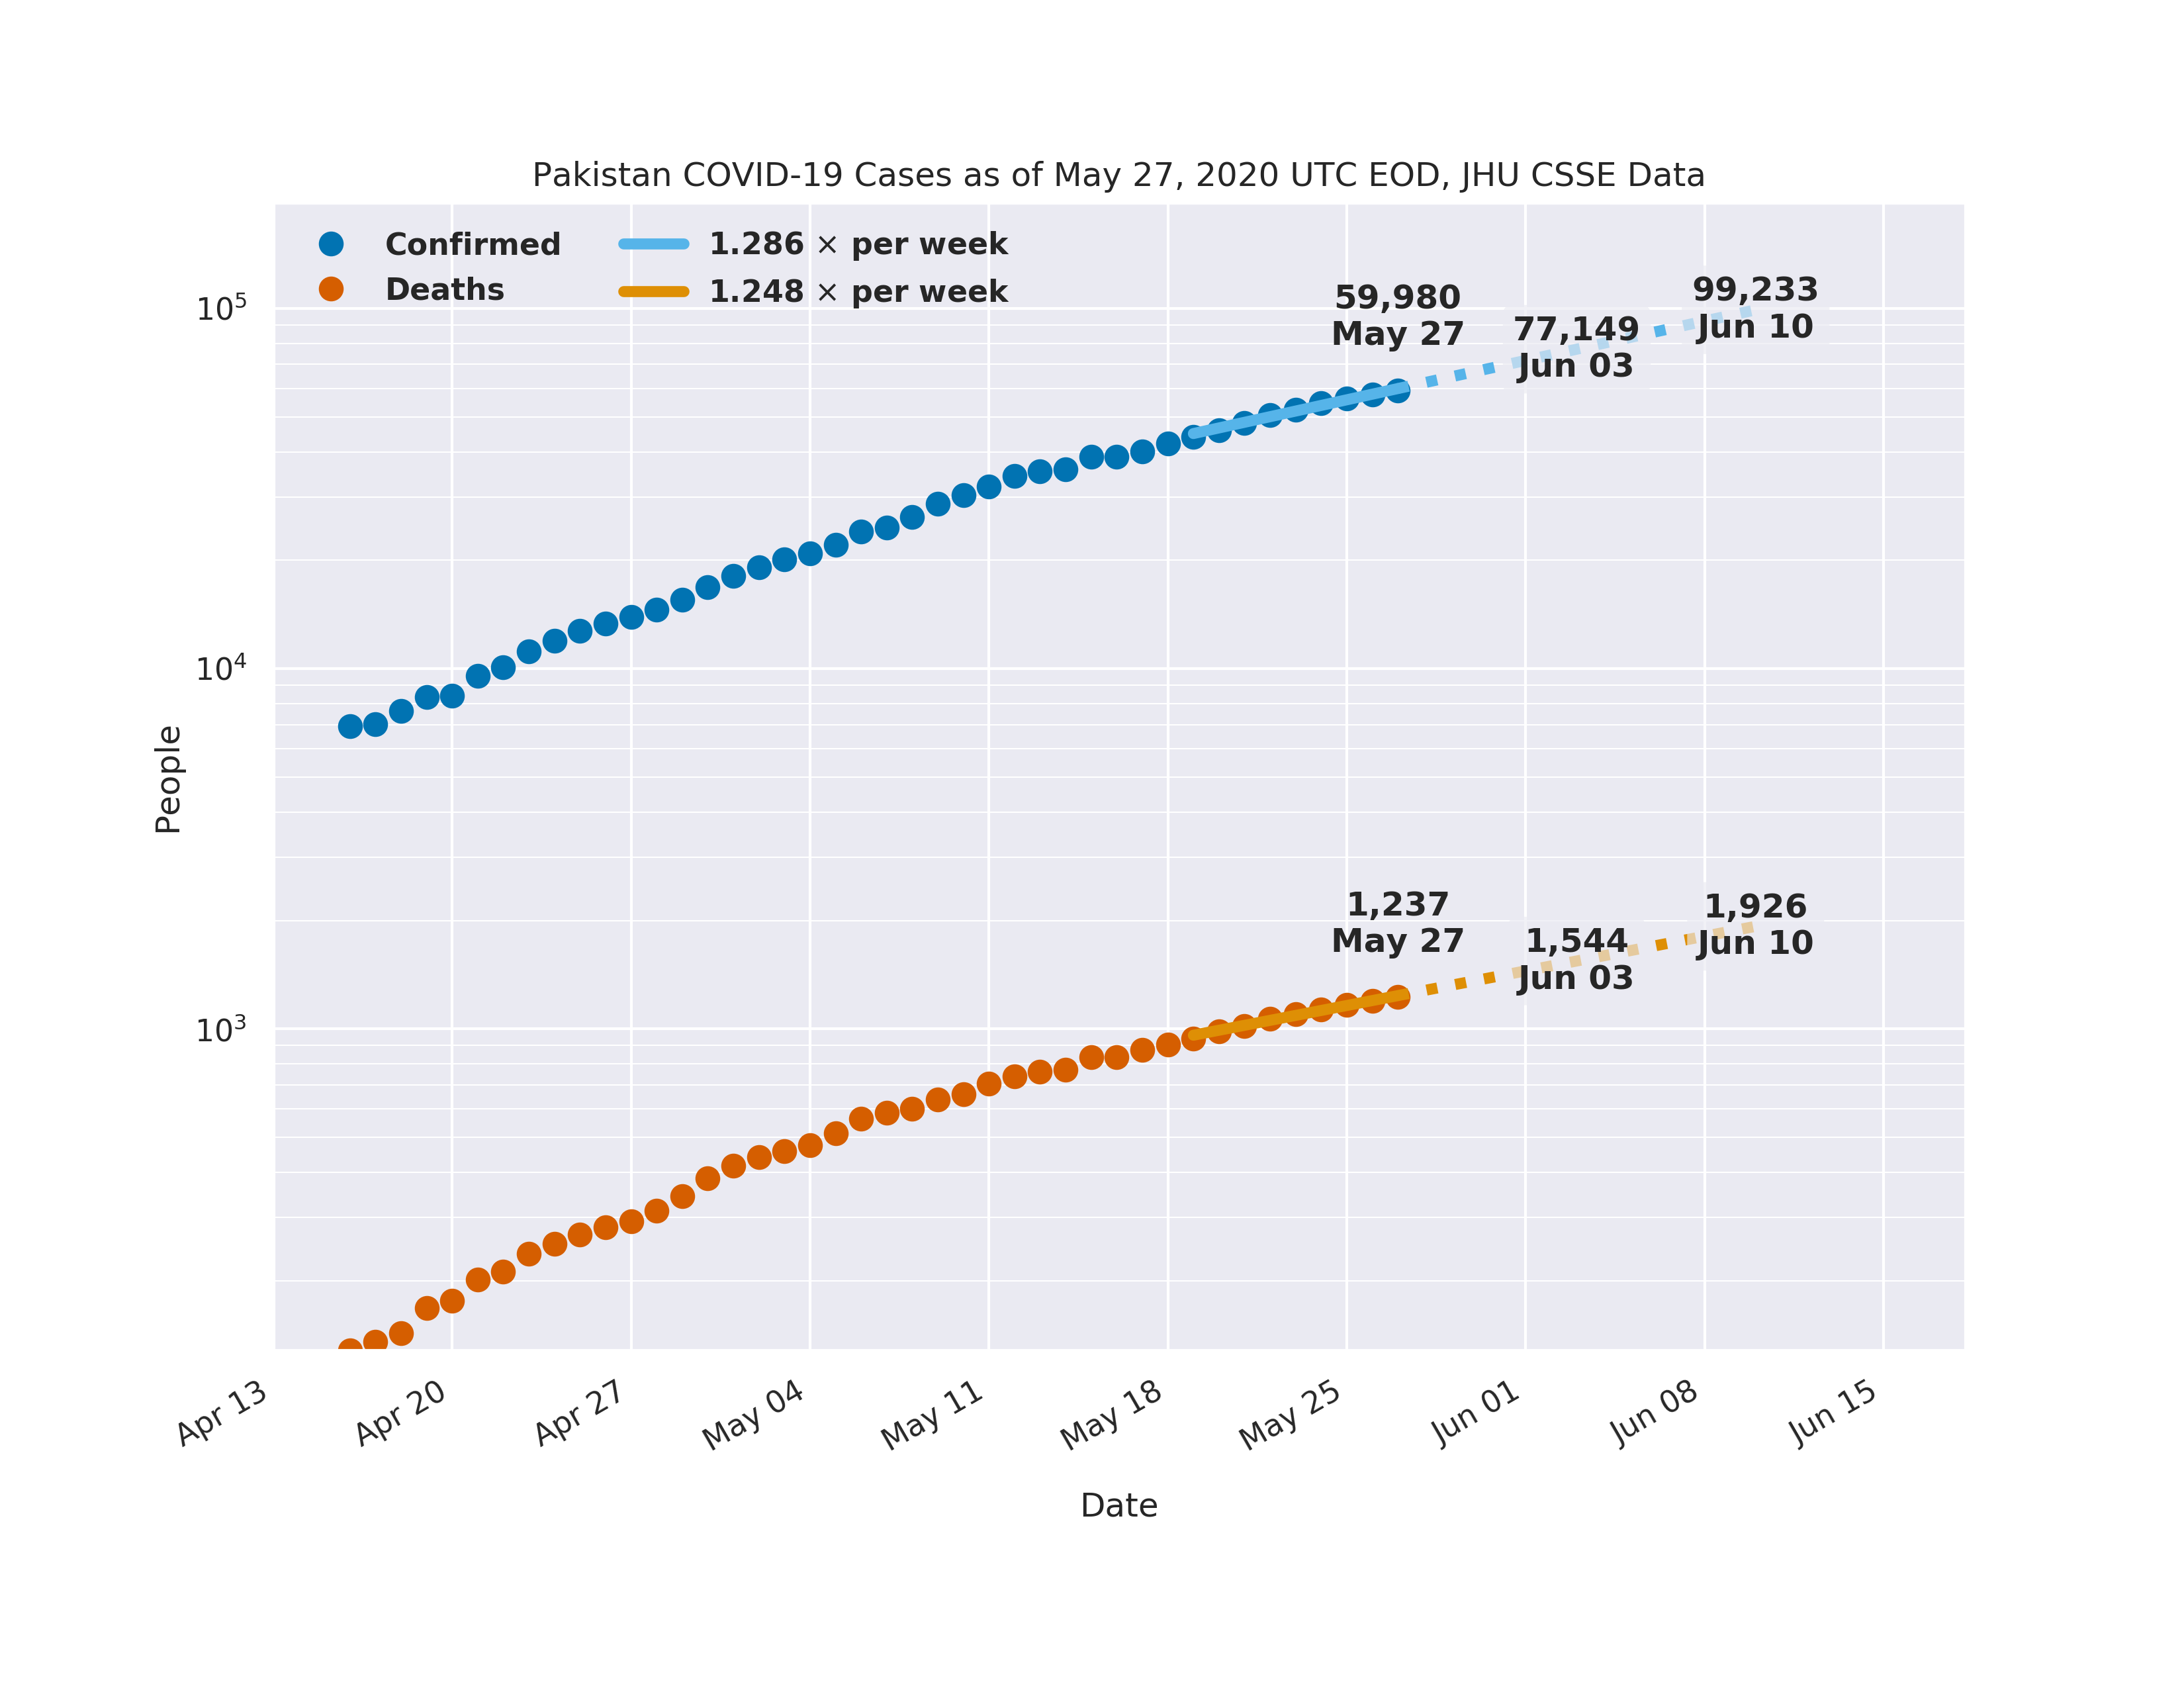 Pakistan COVID-19 Cases as of May 27, 2020 UTC EOD, JHU CSSE Data
Confirmed
Deaths
1.286 × per week
1.248 × per week
59,980
May 27
77,149
Jun 03
99,233
Jun 10
1,237
May 27
1,544
Jun 03
1,926
Jun 10
10⁵
10⁴
10³
People
Apr 13
Apr 20
Apr 27
May 04
May 11
May 18
May 25
Jun 01
Jun 08
Jun 15
Date